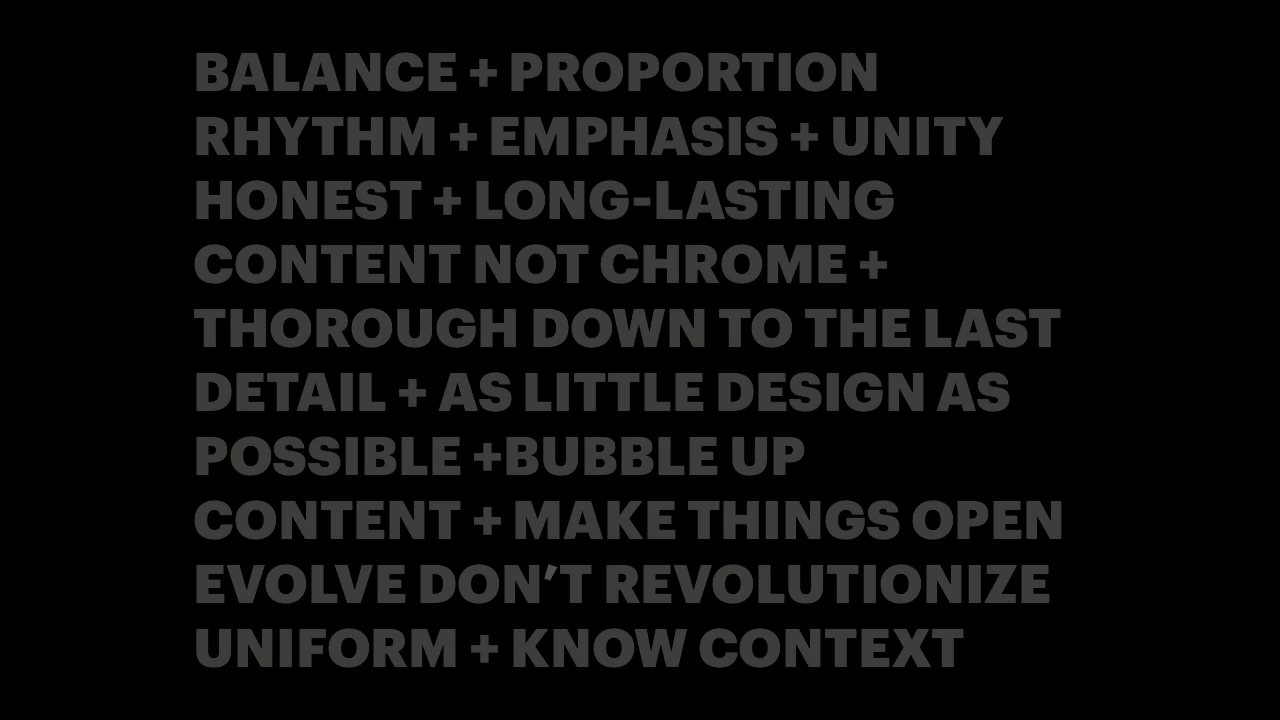 BALANCE + PROPORTION
RHYTHM + EMPHASIS + UNITY
HONEST + LONG-LASTING
CONTENT NOT CHROME +
THOROUGH DOWN TO THE LAST
DETAIL + AS LITTLE DESIGN AS
POSSIBLE +BUBBLE UP
CONTENT + MAKE THINGS OPEN
EVOLVE DON’T REVOLUTIONIZE
UNIFORM + KNOW CONTEXT